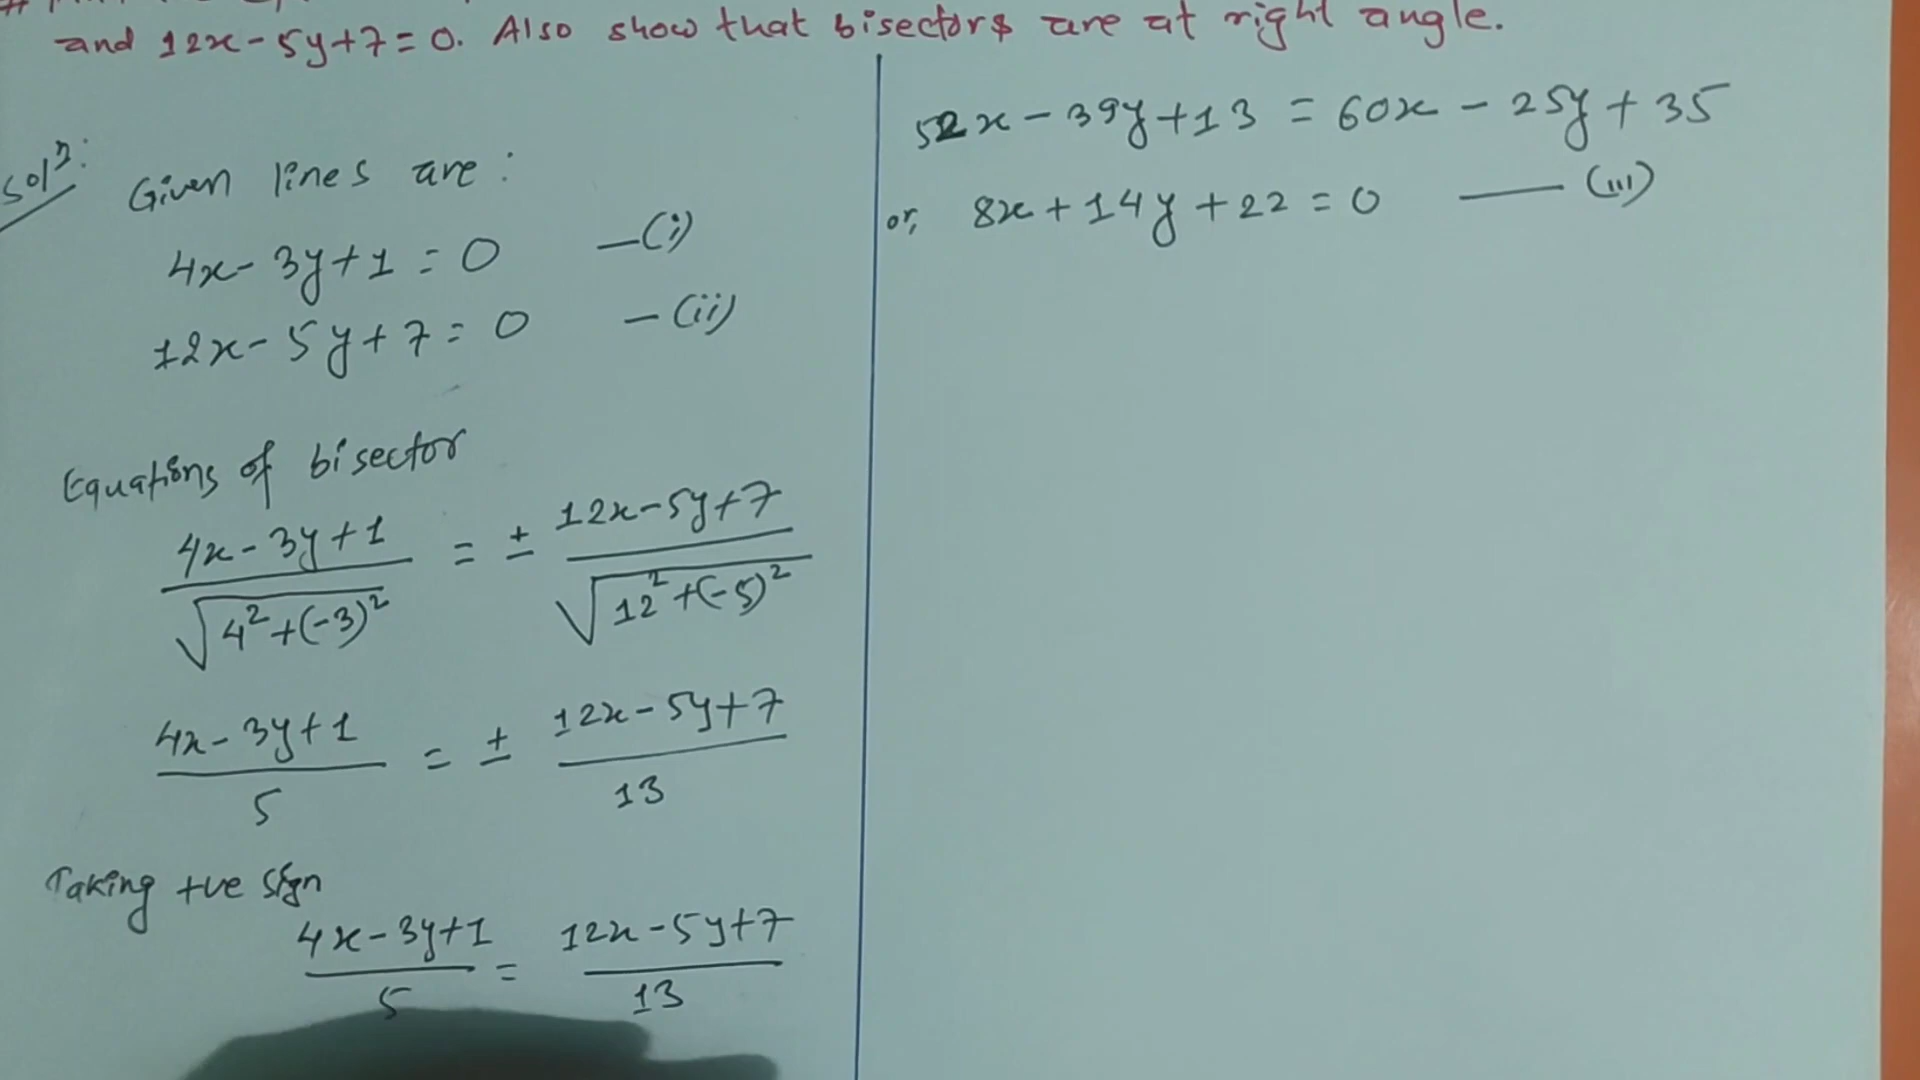 and 12x-5y+7=0. Also show that bisectors are at right angle.
Solⁿ:
Given lines are:
4x-3y+1=0 —(i)
12x-5y+7=0 —(ii)
Equations of bisector
(4x-3y+1)/√(4²+(-3)²) = ± (12x-5y+7)/√(12²+(-5)²)
(4x-3y+1)/5 = ± (12x-5y+7)/13
Taking +ve sign
(4x-3y+1)/5 = (12x-5y+7)/13
52x-39y+13 = 60x-25y+35
or, 8x+14y+22=0 —(iii)